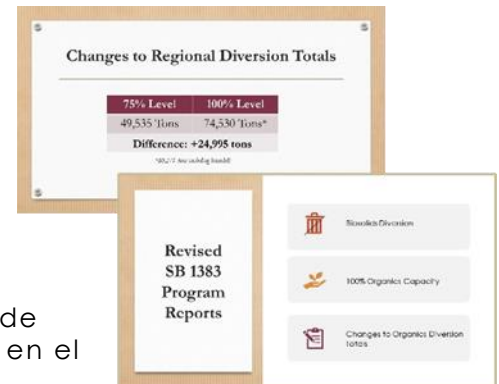 Changes to Regional Diversion Totals
75% Level 100% Level
49,535 Tons 74,530 Tons*
Difference: +24,995 tons
Revised
SB 1383
Program
Reports
Biosolids Diversion
100% Organics Capacity
Changes to Organics Diversion
Totals
de
en el